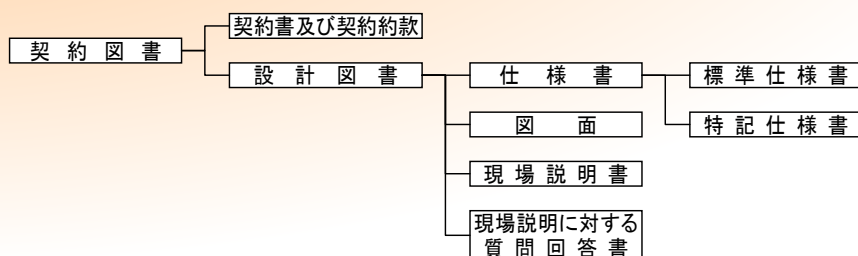 契約図書
契約書及び契約約款
設計図書
仕様書
標準仕様書
特記仕様書
図面
現場説明書
現場説明に対する
質問回答書